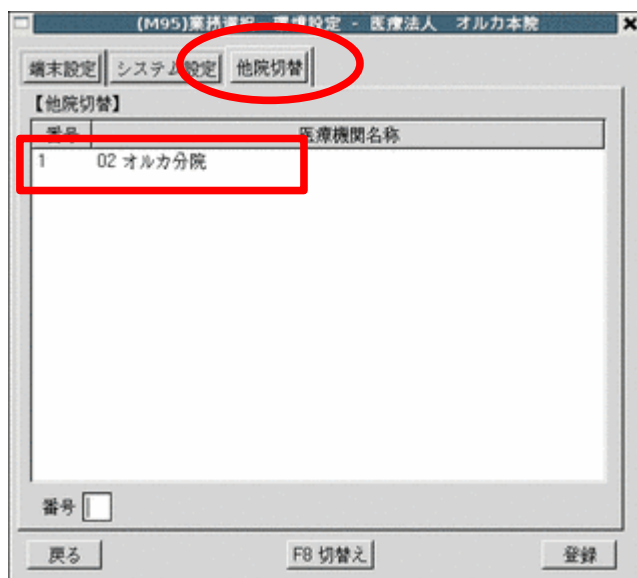 (M95)業務選択-環境設定 - 医療法人 オルカ本院
端末設定 システム設定 他院切替
【他院切替】
番号 医療機関名称
1 02 オルカ分院
番号
戻る F8 切替え 登録